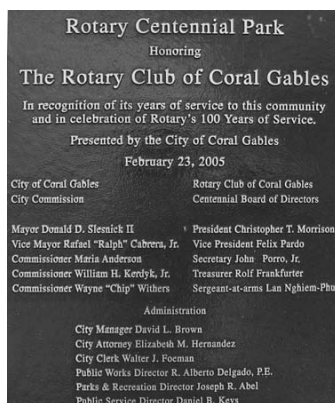 Rotary Centennial Park
Honoring
The Rotary Club of Coral Gables
In recognition of its years of service to this community
and in celebration of Rotary's 100 Years of Service.
Presented by the City of Coral Gables
February 23, 2005
City of Coral Gables
City Commission
Mayor Donald D. Slesnick II
Vice Mayor Rafael "Ralph" Cabrera, Jr.
Commissioner Maria Anderson
Commissioner William H. Kerdyk, Jr.
Commissioner Wayne "Chip" Withers
Rotary Club of Coral Gables
Centennial Board of Directors
President Christopher T. Morrison
Vice President Felix Pardo
Secretary John Porro, Jr.
Treasurer Rolf Frankfurter
Sergeant-at-arms Lan Nghiem-Phu
Administration
City Manager David L. Brown
City Attorney Elizabeth M. Hernandez
City Clerk Walter J. Foeman
Public Works Director R. Alberto Delgado, P.E.
Parks & Recreation Director Joseph R. Abel
Public Service Director Daniel B. Keys